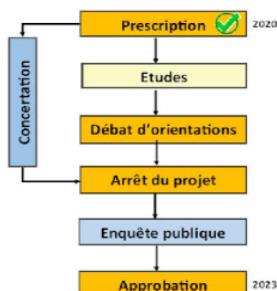 Prescription 2020
Concertation
Etudes
Débat d'orientations
Arrêt du projet
Enquête publique
Approbation 2023